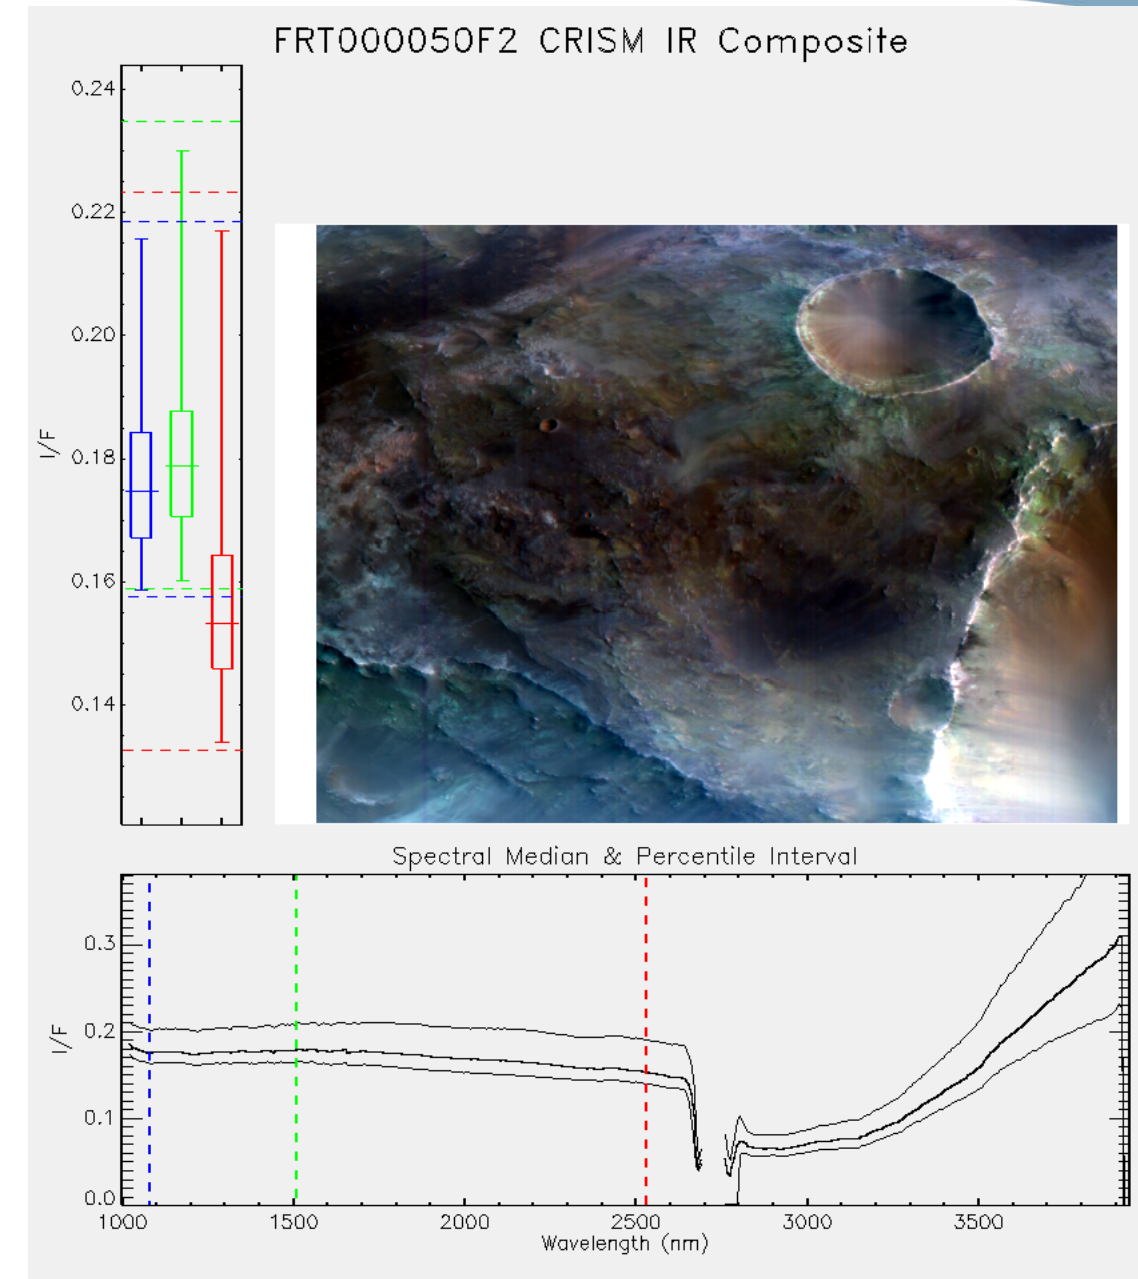 FRT000050F2 CRISM IR Composite
0.24
0.22
0.20
0.18
0.16
0.14
I/F
Spectral Median & Percentile Interval
0.3
0.2
0.1
0.0
I/F
1000 1500 2000 2500 3000 3500
Wavelength (nm)